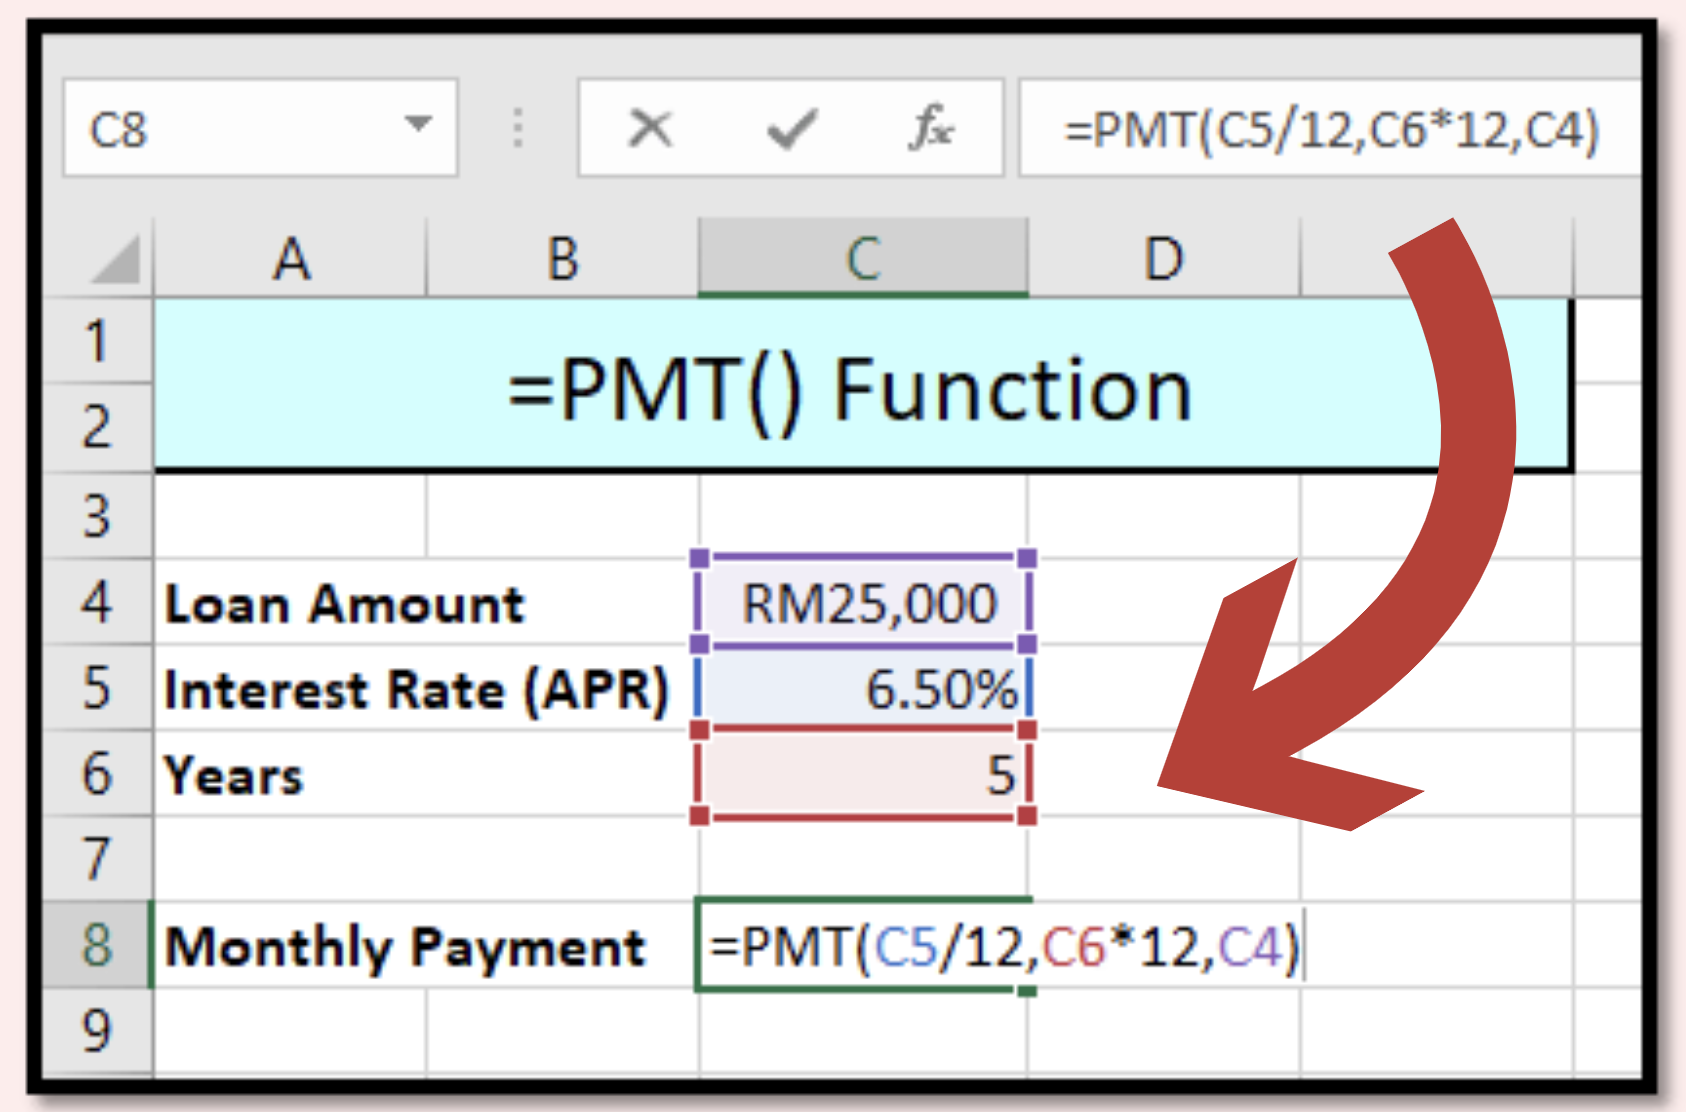 C8 fx =PMT(C5/12,C6*12,C4)
A B C D
1 =PMT() Function
2
3
4 Loan Amount RM25,000
5 Interest Rate (APR) 6.50%
6 Years 5
7
8 Monthly Payment =PMT(C5/12,C6*12,C4)
9